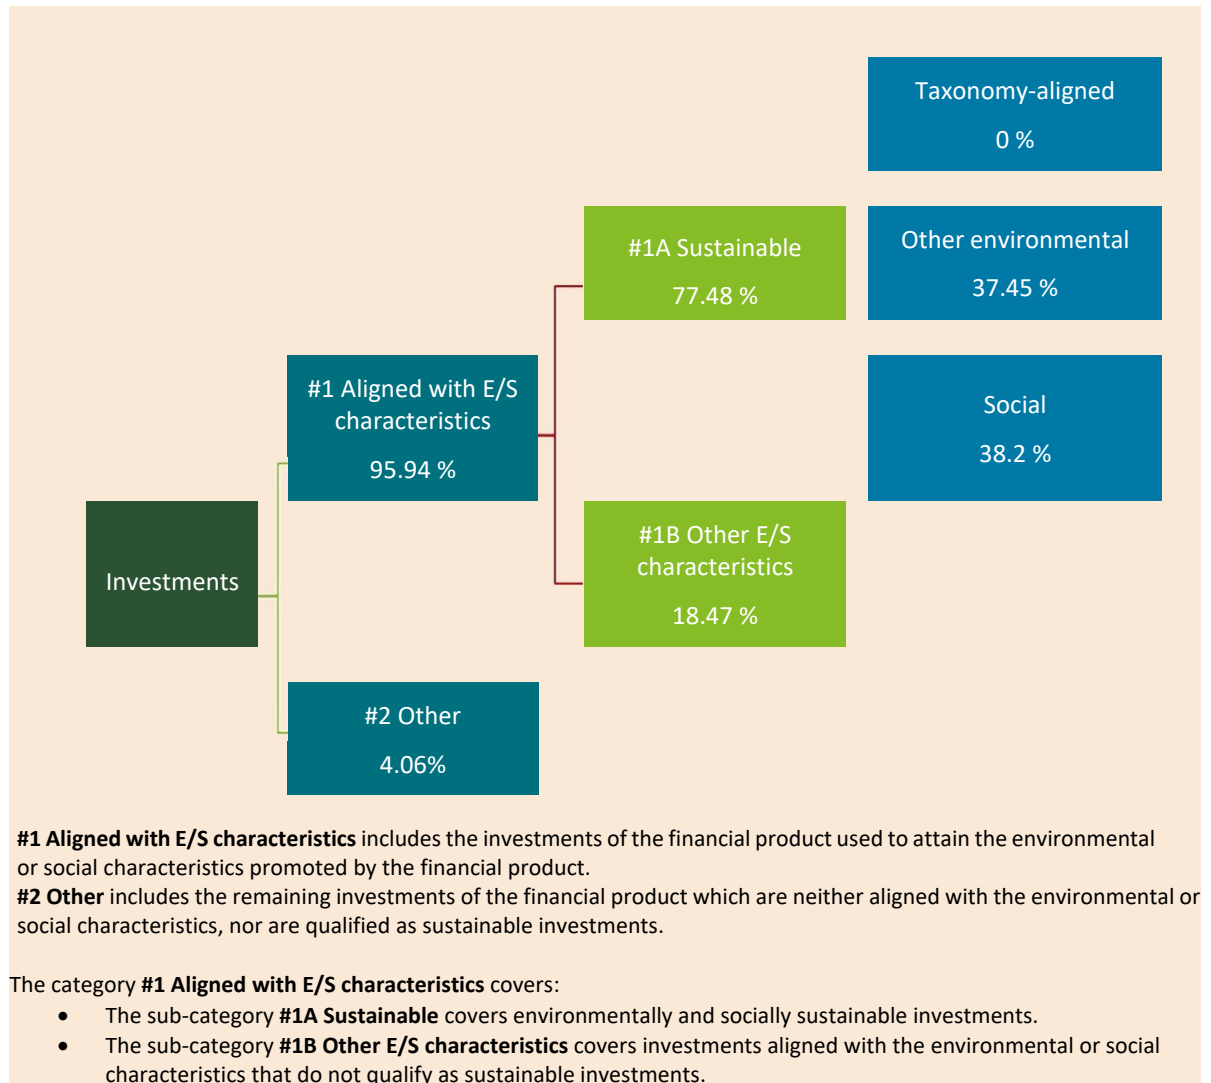 Taxonomy-aligned
0 %
#1A Sustainable
77.48 %
Other environmental
37.45 %
#1 Aligned with E/S
characteristics
95.94 %
Social
38.2 %
Investments
#1B Other E/S
characteristics
18.47 %
#2 Other
4.06%
#1 Aligned with E/S characteristics includes the investments of the financial product used to attain the environmental
or social characteristics promoted by the financial product.
#2 Other includes the remaining investments of the financial product which are neither aligned with the environmental or
social characteristics, nor are qualified as sustainable investments.
The category #1 Aligned with E/S characteristics covers:
• The sub-category #1A Sustainable covers environmentally and socially sustainable investments.
• The sub-category #1B Other E/S characteristics covers investments aligned with the environmental or social
characteristics that do not qualify as sustainable investments.